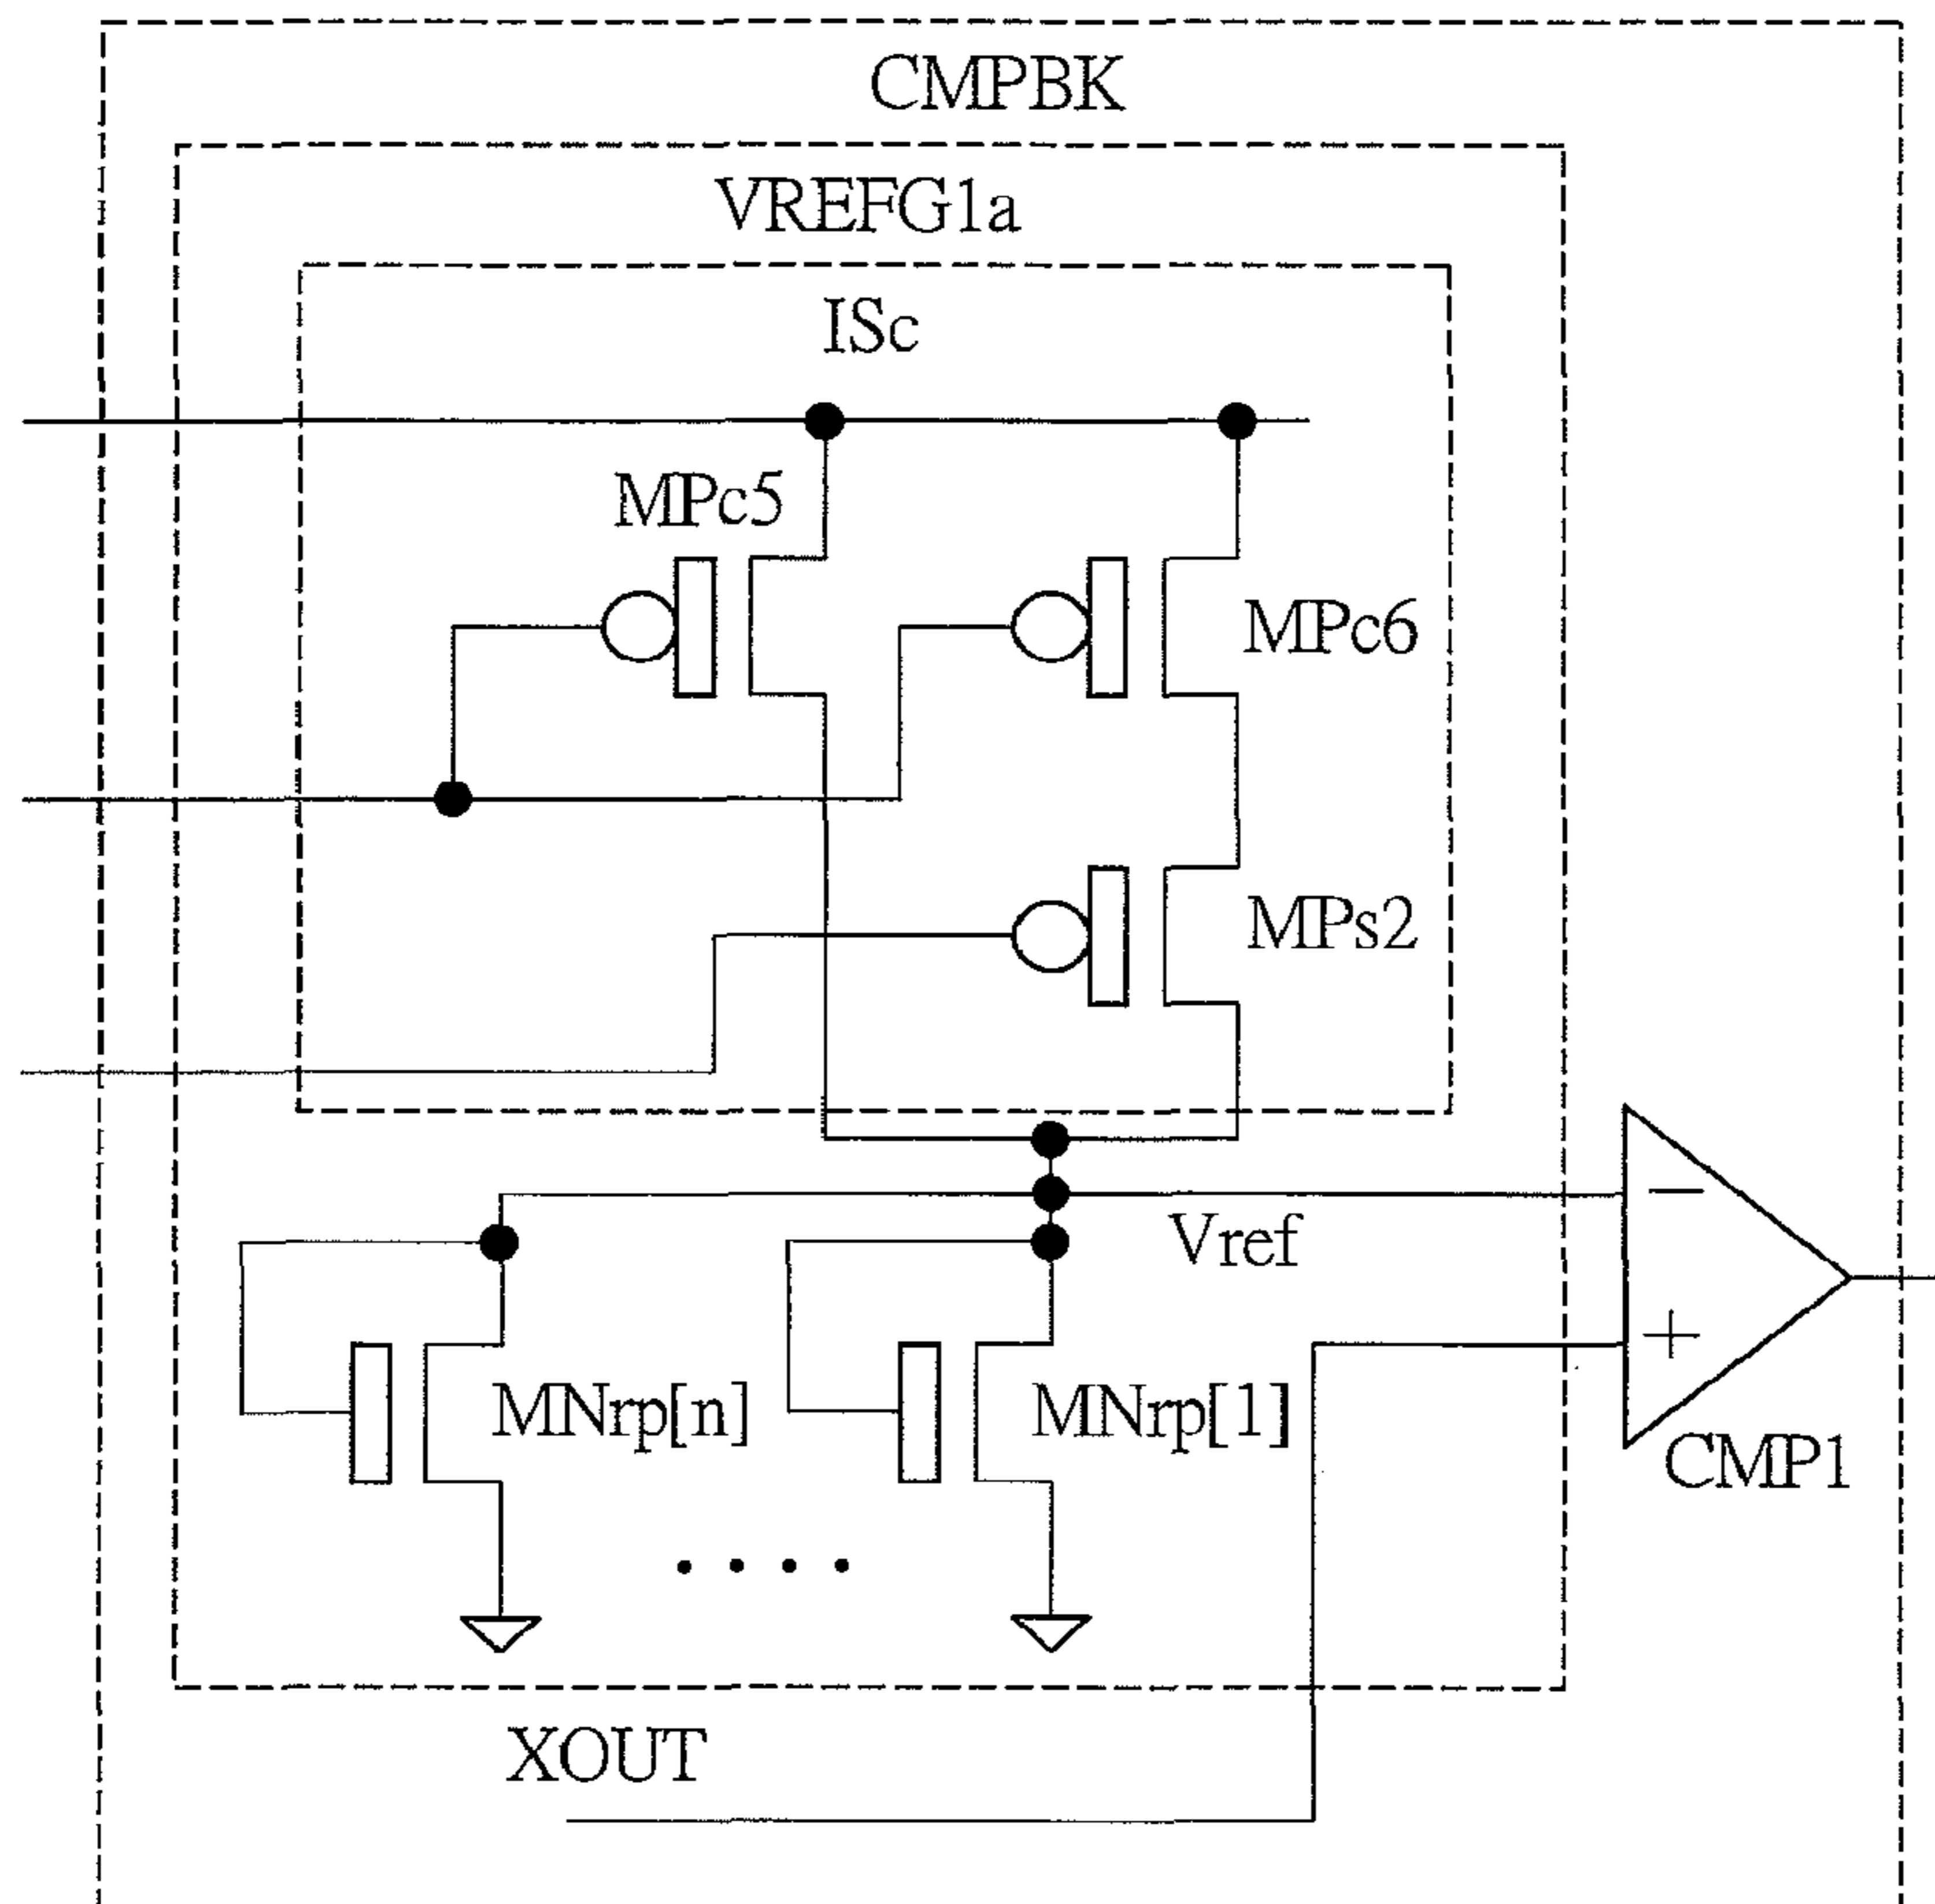 CMPBK
VREFG1a
ISc
MPc5
MPc6
MPs2
Vref
−
+
MNrp[n]
MNrp[1]
CMP1
XOUT